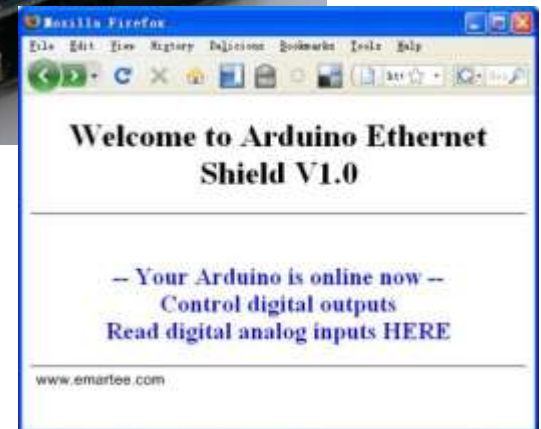 Mozilla Firefox
File Edit View History Delicious Bookmarks Tools Help
Welcome to Arduino Ethernet
Shield V1.0
-- Your Arduino is online now --
Control digital outputs
Read digital analog inputs HERE
www.emartee.com